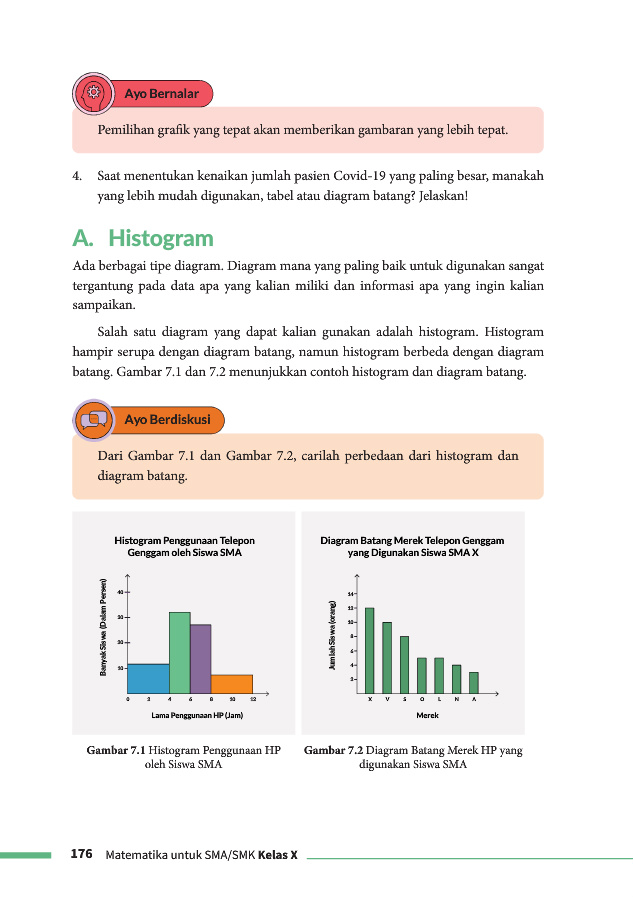 Ayo Bernalar
Pemilihan grafik yang tepat akan memberikan gambaran yang lebih tepat.
4. Saat menentukan kenaikan jumlah pasien Covid-19 yang paling besar, manakah
yang lebih mudah digunakan, tabel atau diagram batang? Jelaskan!
A. Histogram
Ada berbagai tipe diagram. Diagram mana yang paling baik untuk digunakan sangat
tergantung pada data apa yang kalian miliki dan informasi apa yang ingin kalian
sampaikan.
Salah satu diagram yang dapat kalian gunakan adalah histogram. Histogram
hampir serupa dengan diagram batang, namun histogram berbeda dengan diagram
batang. Gambar 7.1 dan 7.2 menunjukkan contoh histogram dan diagram batang.
Ayo Berdiskusi
Dari Gambar 7.1 dan Gambar 7.2, carilah perbedaan dari histogram dan
diagram batang.
Histogram Penggunaan Telepon
Genggam oleh Siswa SMA
Banyak Siswa (Dalam Persen)
40
30
20
10
0 2 4 6 8 10 12
Lama Penggunaan HP (Jam)
Diagram Batang Merek Telepon Genggam
yang Digunakan Siswa SMA X
Jumlah Siswa (orang)
14
12
10
8
6
4
2
X V S O L N A
Merek
Gambar 7.1 Histogram Penggunaan HP
oleh Siswa SMA
Gambar 7.2 Diagram Batang Merek HP yang
digunakan Siswa SMA
176 Matematika untuk SMA/SMK Kelas X